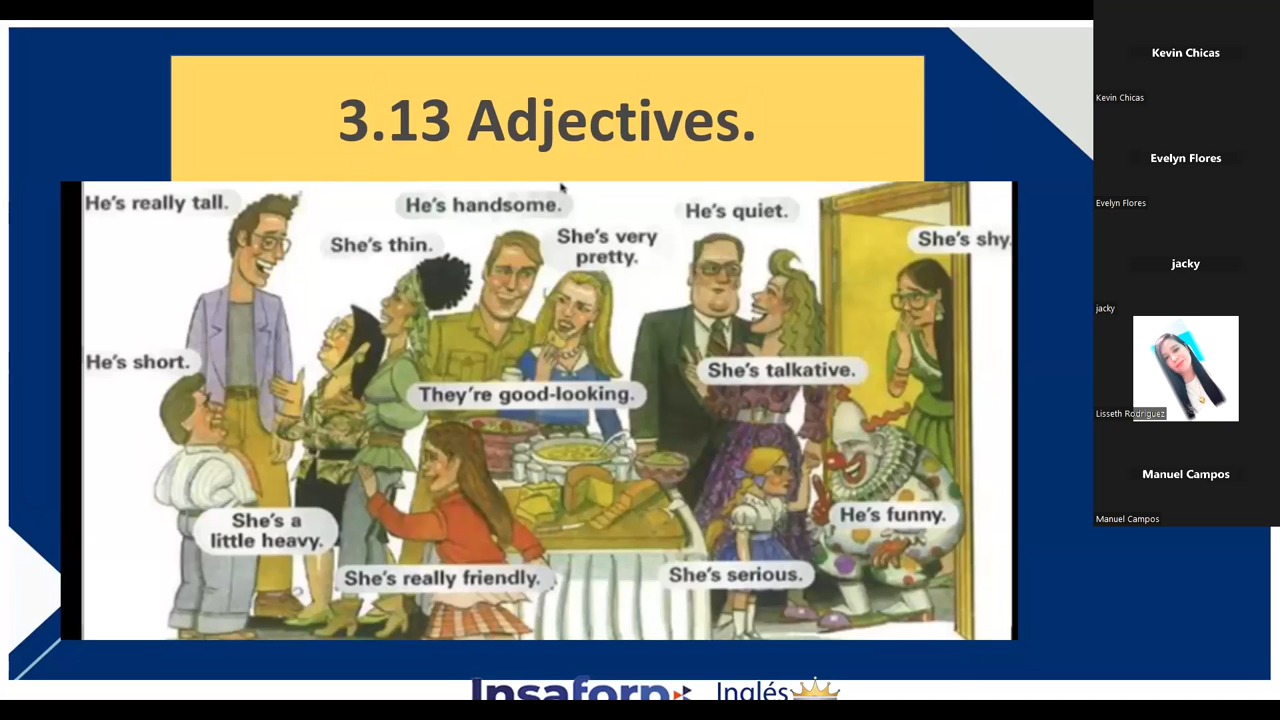 3.13 Adjectives.
He's really tall.
He's handsome.
He's quiet.
She's thin.
She's very
pretty.
She's shy.
He's short.
She's talkative.
They're good-looking.
She's a
little heavy.
He's funny.
She's really friendly.
She's serious.
Insaforp
Inglés
Kevin Chicas
Kevin Chicas
Evelyn Flores
Evelyn Flores
jacky
jacky
Lisseth Rodriguez
Manuel Campos
Manuel Campos